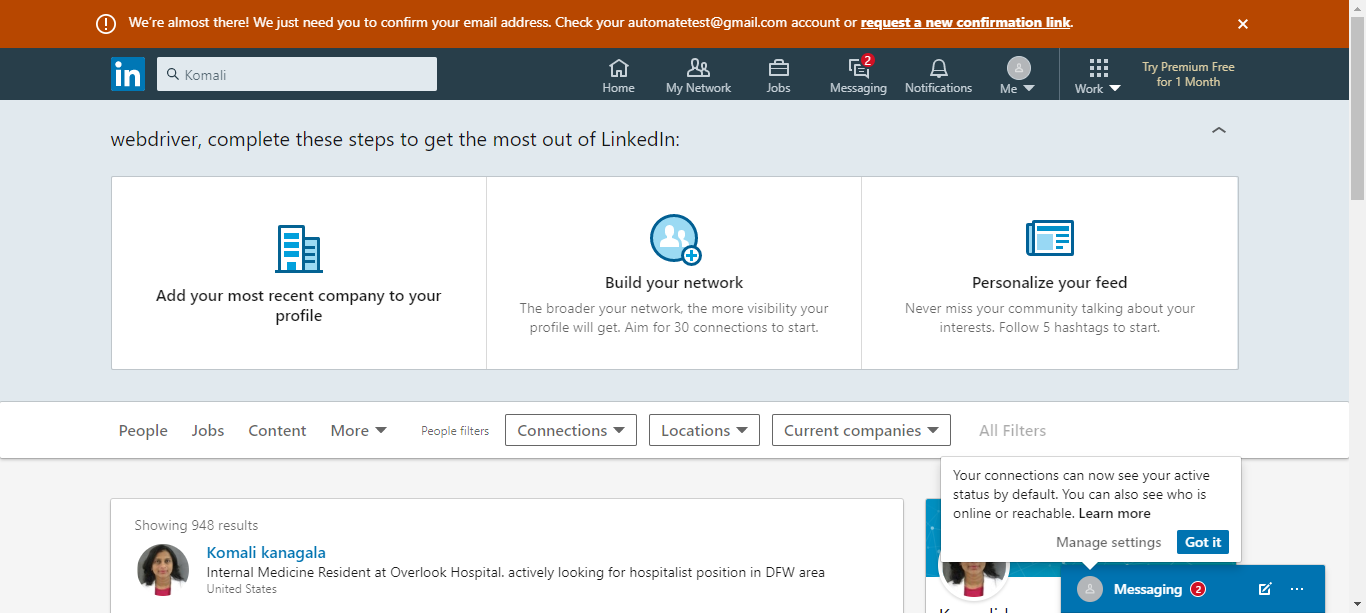 We're almost there! We just need you to confirm your email address. Check your automatetest@gmail.com account or request a new confirmation link.
in
Komali
Home
My Network
Jobs
2
Messaging
Notifications
Me
Work
Try Premium Free
for 1 Month
webdriver, complete these steps to get the most out of LinkedIn:
Add your most recent company to your
profile
Build your network
The broader your network, the more visibility your
profile will get. Aim for 30 connections to start.
Personalize your feed
Never miss your community talking about your
interests. Follow 5 hashtags to start.
People
Jobs
Content
More
People filters
Connections
Locations
Current companies
All Filters
Your connections can now see your active
status by default. You can also see who is
online or reachable. Learn more
Manage settings
Got it
Showing 948 results
Komali kanagala
Internal Medicine Resident at Overlook Hospital. actively looking for hospitalist position in DFW area
United States
Messaging 2